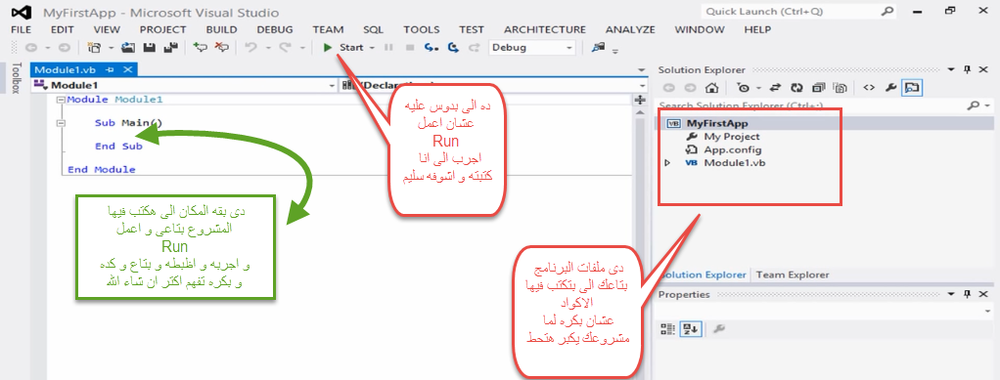 MyFirstApp - Microsoft Visual Studio
Quick Launch (Ctrl+Q)
FILE EDIT VIEW PROJECT BUILD DEBUG TEAM SQL TOOLS TEST ARCHITECTURE ANALYZE WINDOW HELP
Start Debug
Toolbox
Module1.vb
Module1
(Declarations)
Module Module1
Sub Main()
End Sub
End Module
ده الى بدوس عليه
عشان اعمل
Run
اجرب الى انا
كتبته و اشوفه سليم
دى بقه المكان الى هكتب فيها
المشروع بتاعى و اعمل
Run
و اجربه و اظبطه و بتاع و كده
و بكره تفهم اكتر ان شاء الله
Solution Explorer
Search Solution Explorer (Ctrl+;)
MyFirstApp
My Project
App.config
Module1.vb
دى ملفات البرنامج
بتاعك الى بتكتب فيها
الاكواد
عشان بكره لما
مشروعك يكبر هتحط
Solution Explorer Team Explorer
Properties